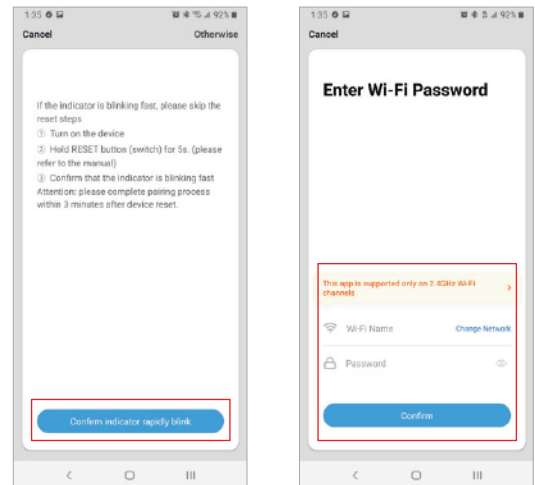 1:35 92%
Cancel Otherwise
If the indicator is blinking fast, please skip the
reset steps
① Turn on the device
② Hold RESET button (switch) for 5s. (please
refer to the manual)
③ Confirm that the indicator is blinking fast
Attention: please complete pairing process
within 3 minutes after device reset.
Confirm indicator rapidly blink
1:35 92%
Cancel
Enter Wi-Fi Password
This app is supported only on 2.4GHz Wi-Fi
channels
Wi-Fi Name Change Network
Password
Confirm